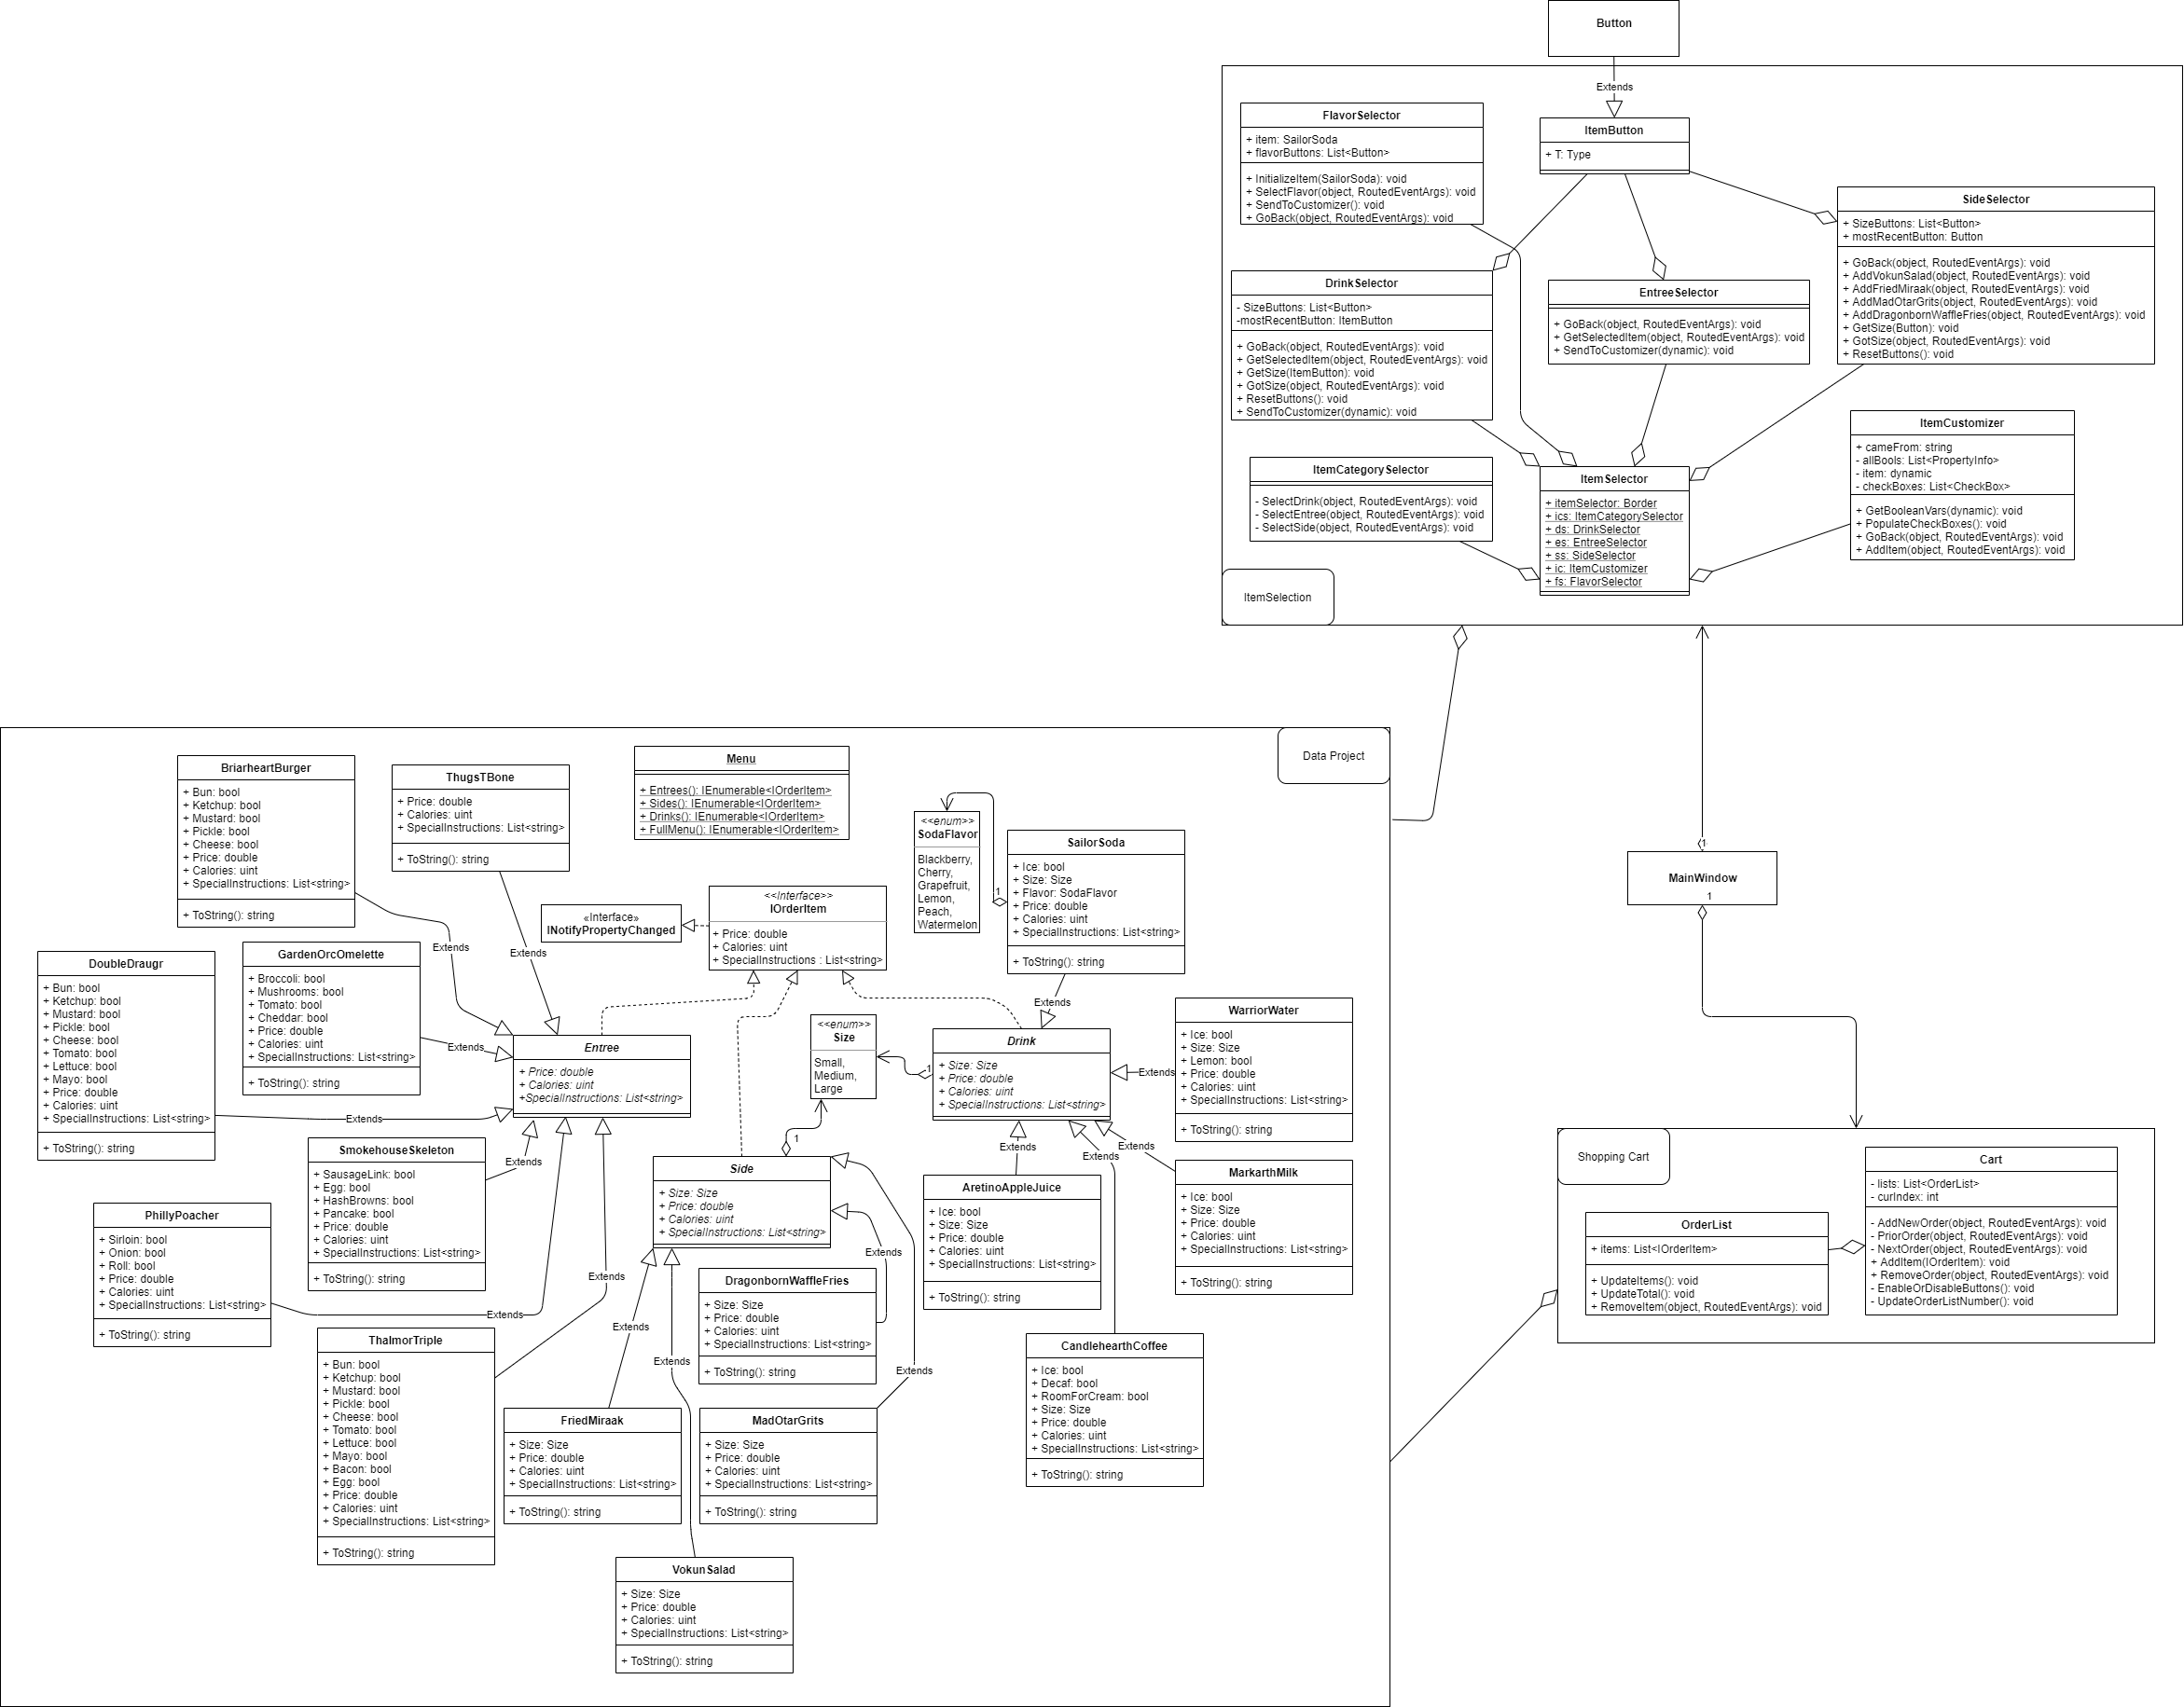 Button
Extends
ItemButton
+ T: Type
FlavorSelector
+ item: SailorSoda
+ flavorButtons: List<Button>
+ InitializeItem(SailorSoda): void
+ SelectFlavor(object, RoutedEventArgs): void
+ SendToCustomizer(): void
+ GoBack(object, RoutedEventArgs): void
SideSelector
+ SizeButtons: List<Button>
+ mostRecentButton: Button
+ GoBack(object, RoutedEventArgs): void
+ AddVokunSalad(object, RoutedEventArgs): void
+ AddFriedMiraak(object, RoutedEventArgs): void
+ AddMadOtarGrits(object, RoutedEventArgs): void
+ AddDragonbornWaffleFries(object, RoutedEventArgs): void
+ GetSize(Button): void
+ GotSize(object, RoutedEventArgs): void
+ ResetButtons(): void
DrinkSelector
- SizeButtons: List<Button>
-mostRecentButton: ItemButton
+ GoBack(object, RoutedEventArgs): void
+ GetSelectedItem(object, RoutedEventArgs): void
+ GetSize(ItemButton): void
+ GotSize(object, RoutedEventArgs): void
+ ResetButtons(): void
+ SendToCustomizer(dynamic): void
EntreeSelector
+ GoBack(object, RoutedEventArgs): void
+ GetSelectedItem(object, RoutedEventArgs): void
+ SendToCustomizer(dynamic): void
ItemCustomizer
+ cameFrom: string
- allBools: List<PropertyInfo>
- item: dynamic
- checkBoxes: List<CheckBox>
+ GetBooleanVars(dynamic): void
+ PopulateCheckBoxes(): void
+ GoBack(object, RoutedEventArgs): void
+ AddItem(object, RoutedEventArgs): void
ItemCategorySelector
- SelectDrink(object, RoutedEventArgs): void
- SelectEntree(object, RoutedEventArgs): void
- SelectSide(object, RoutedEventArgs): void
ItemSelector
+ itemSelector: Border
+ ics: ItemCategorySelector
+ ds: DrinkSelector
+ es: EntreeSelector
+ ss: SideSelector
+ ic: ItemCustomizer
+ fs: FlavorSelector
ItemSelection
Data Project
BriarheartBurger
+ Bun: bool
+ Ketchup: bool
+ Mustard: bool
+ Pickle: bool
+ Cheese: bool
+ Price: double
+ Calories: uint
+ SpecialInstructions: List<string>
+ ToString(): string
ThugsTBone
+ Price: double
+ Calories: uint
+ SpecialInstructions: List<string>
+ ToString(): string
Menu
+ Entrees(): IEnumerable<IOrderItem>
+ Sides(): IEnumerable<IOrderItem>
+ Drinks(): IEnumerable<IOrderItem>
+ FullMenu(): IEnumerable<IOrderItem>
<<enum>>
SodaFlavor
Blackberry,
Cherry,
Grapefruit,
Lemon,
Peach,
Watermelon
1
SailorSoda
+ Ice: bool
+ Size: Size
+ Flavor: SodaFlavor
+ Price: double
+ Calories: uint
+ SpecialInstructions: List<string>
+ ToString(): string
1
MainWindow
1
<<Interface>>
IOrderItem
+ Price: double
+ Calories: uint
+ SpecialInstructions : List<string>
«Interface»
INotifyPropertyChanged
Extends
Extends
Extends
DoubleDraugr
+ Bun: bool
+ Ketchup: bool
+ Mustard: bool
+ Pickle: bool
+ Cheese: bool
+ Tomato: bool
+ Lettuce: bool
+ Mayo: bool
+ Price: double
+ Calories: uint
+ SpecialInstructions: List<string>
+ ToString(): string
GardenOrcOmelette
+ Broccoli: bool
+ Mushrooms: bool
+ Tomato: bool
+ Cheddar: bool
+ Price: double
+ Calories: uint
+ SpecialInstructions: List<string>
+ ToString(): string
Extends
Extends
Entree
+ Price: double
+ Calories: uint
+SpecialInstructions: List<string>
<<enum>>
Size
Small,
Medium,
Large
1
1
Drink
+ Size: Size
+ Price: double
+ Calories: uint
+ SpecialInstructions: List<string>
Extends
WarriorWater
+ Ice: bool
+ Size: Size
+ Lemon: bool
+ Price: double
+ Calories: uint
+ SpecialInstructions: List<string>
+ ToString(): string
Extends
Extends
Extends
SmokehouseSkeleton
+ SausageLink: bool
+ Egg: bool
+ HashBrowns: bool
+ Pancake: bool
+ Price: double
+ Calories: uint
+ SpecialInstructions: List<string>
+ ToString(): string
Extends
Side
+ Size: Size
+ Price: double
+ Calories: uint
+ SpecialInstructions: List<string>
AretinoAppleJuice
+ Ice: bool
+ Size: Size
+ Price: double
+ Calories: uint
+ SpecialInstructions: List<string>
+ ToString(): string
MarkarthMilk
+ Ice: bool
+ Size: Size
+ Price: double
+ Calories: uint
+ SpecialInstructions: List<string>
+ ToString(): string
Shopping Cart
OrderList
+ items: List<IOrderItem>
+ UpdateItems(): void
+ UpdateTotal(): void
+ RemoveItem(object, RoutedEventArgs): void
Cart
- lists: List<OrderList>
- curIndex: int
- AddNewOrder(object, RoutedEventArgs): void
- PriorOrder(object, RoutedEventArgs): void
- NextOrder(object, RoutedEventArgs): void
+ AddItem(IOrderItem): void
+ RemoveOrder(object, RoutedEventArgs): void
- EnableOrDisableButtons(): void
- UpdateOrderListNumber(): void
PhillyPoacher
+ Sirloin: bool
+ Onion: bool
+ Roll: bool
+ Price: double
+ Calories: uint
+ SpecialInstructions: List<string>
+ ToString(): string
Extends
Extends
Extends
Extends
Extends
Extends
DragonbornWaffleFries
+ Size: Size
+ Price: double
+ Calories: uint
+ SpecialInstructions: List<string>
+ ToString(): string
ThalmorTriple
+ Bun: bool
+ Ketchup: bool
+ Mustard: bool
+ Pickle: bool
+ Cheese: bool
+ Tomato: bool
+ Lettuce: bool
+ Mayo: bool
+ Bacon: bool
+ Egg: bool
+ Price: double
+ Calories: uint
+ SpecialInstructions: List<string>
+ ToString(): string
CandlehearthCoffee
+ Ice: bool
+ Decaf: bool
+ RoomForCream: bool
+ Size: Size
+ Price: double
+ Calories: uint
+ SpecialInstructions: List<string>
+ ToString(): string
FriedMiraak
+ Size: Size
+ Price: double
+ Calories: uint
+ SpecialInstructions: List<string>
+ ToString(): string
MadOtarGrits
+ Size: Size
+ Price: double
+ Calories: uint
+ SpecialInstructions: List<string>
+ ToString(): string
VokunSalad
+ Size: Size
+ Price: double
+ Calories: uint
+ SpecialInstructions: List<string>
+ ToString(): string